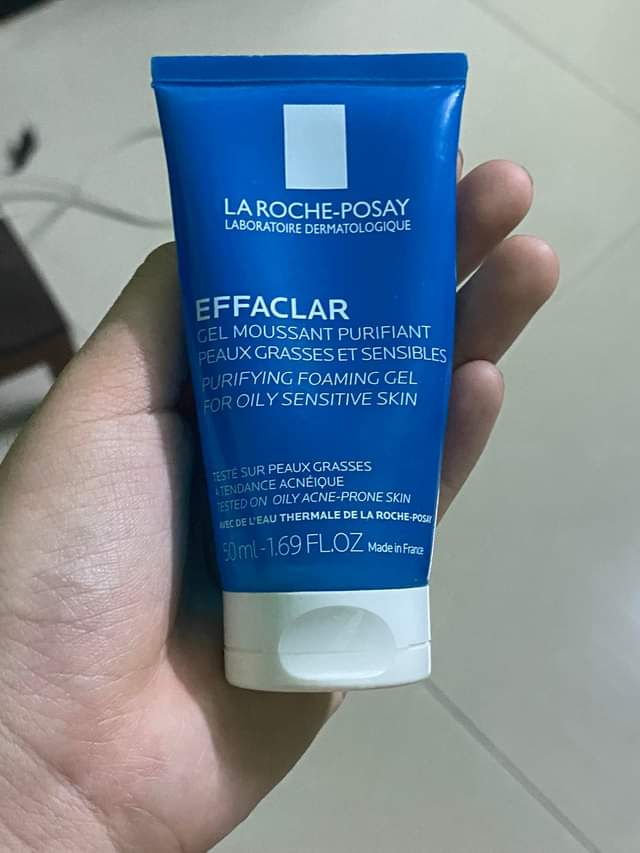 LA ROCHE-POSAY
LABORATOIRE DERMATOLOGIQUE
EFFACLAR
GEL MOUSSANT PURIFIANT
PEAUX GRASSES ET SENSIBLES
PURIFYING FOAMING GEL
FOR OILY SENSITIVE SKIN
TESTÉ SUR PEAUX GRASSES
À TENDANCE ACNÉIQUE
TESTED ON OILY ACNE-PRONE SKIN
AVEC DE L'EAU THERMALE DE LA ROCHE-POSAY
50 ml - 1.69 FL.OZ Made in France